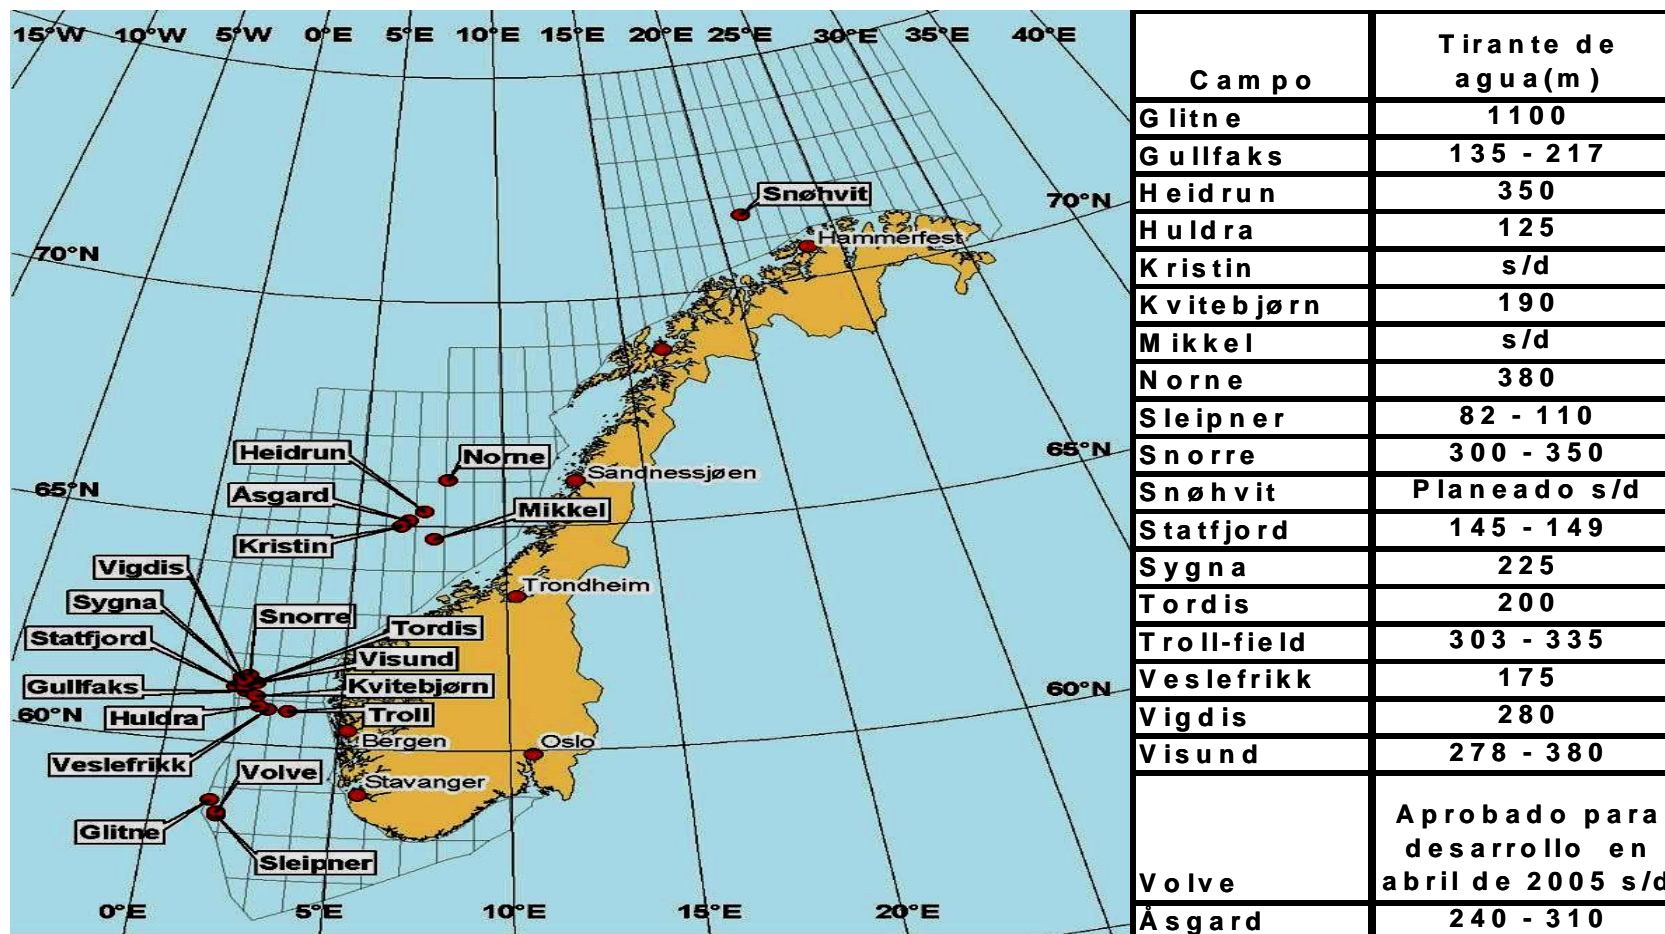 15°W 10°W 5°W 0°E 5°E 10°E 15°E 20°E 25°E 30°E 35°E 40°E
Snøhvit
70°N
Hammerfest
70°N
Heidrun
Norne
65°N
Sandnessjøen
65°N
Åsgard
Mikkel
Kristin
Vigdis
Trondheim
Sygna
Snorre
Tordis
Statfjord
Visund
Gullfaks
Kvitebjørn
60°N
60°N
Huldra
Troll
Bergen
Oslo
Veslefrikk
Volve
Stavanger
Glitne
Sleipner
0°E 5°E 10°E 15°E 20°E
Campo Tirante de
agua(m)
Glitne 1100
Gullfaks 135 - 217
Heidrun 350
Huldra 125
Kristin s/d
Kvitebjørn 190
Mikkel s/d
Norne 380
Sleipner 82 - 110
Snorre 300 - 350
Snøhvit Planeado s/d
Statfjord 145 - 149
Sygna 225
Tordis 200
Troll-field 303 - 335
Veslefrikk 175
Vigdis 280
Visund 278 - 380
Volve Aprobado para
desarrollo en
abril de 2005 s/d
Åsgard 240 - 310